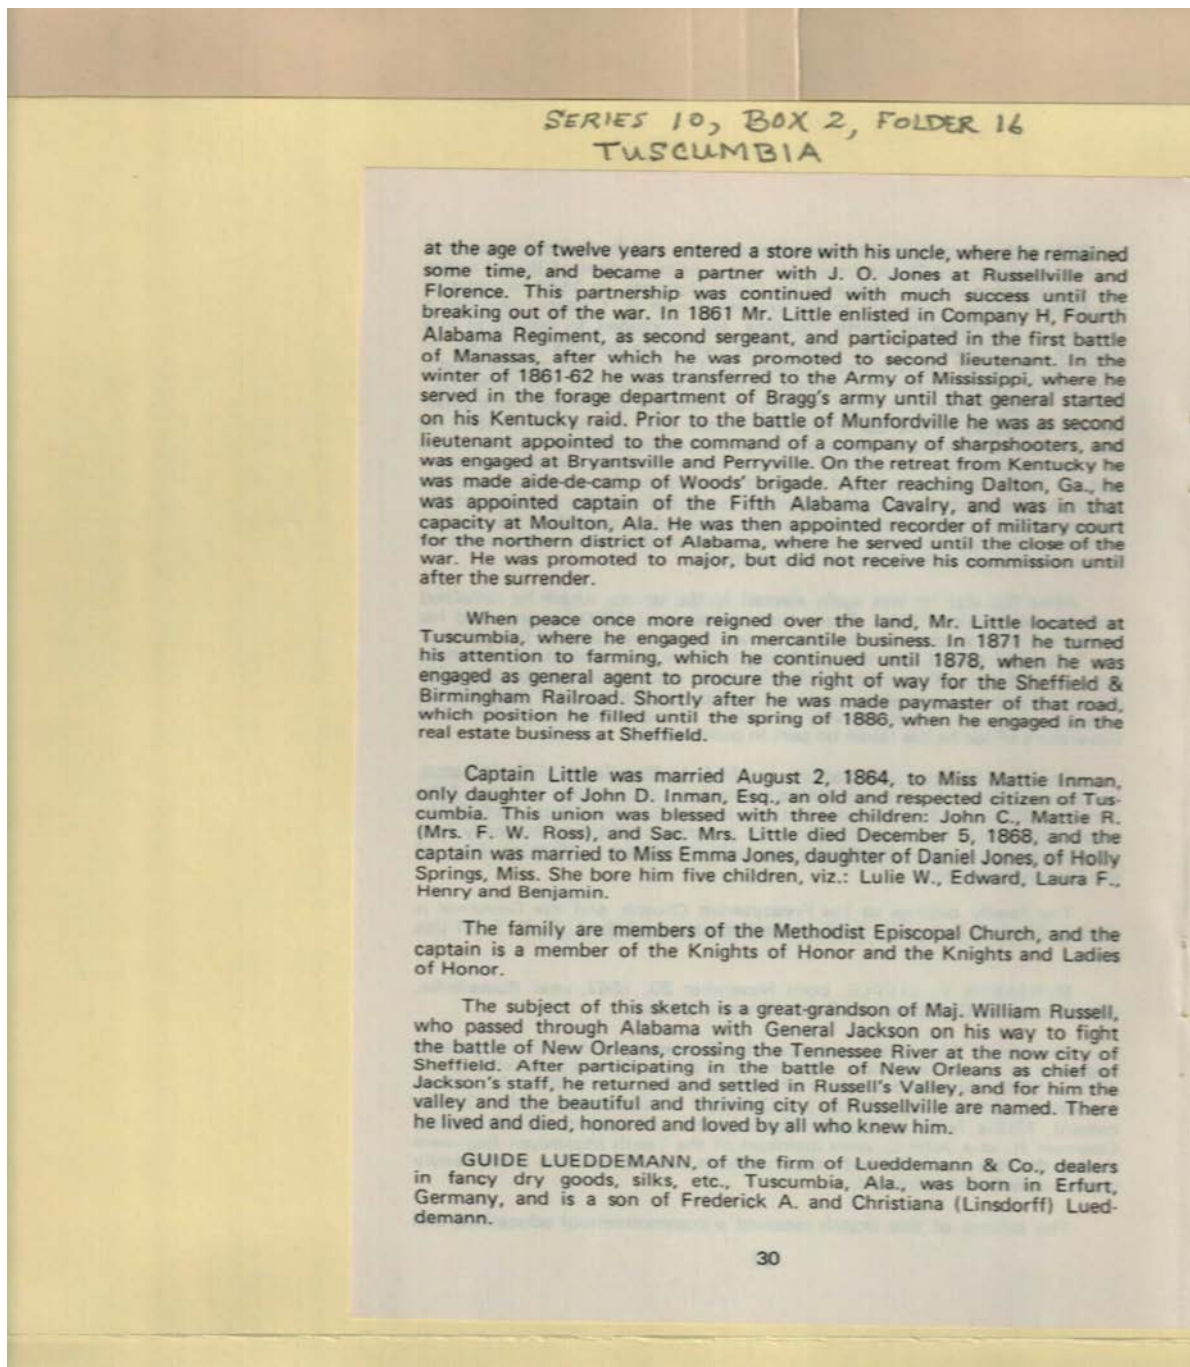 SERIES 10, BOX 2, FOLDER 16
TUSCUMBIA
at the age of twelve years entered a store with his uncle, where he remained
some time, and became a partner with J. O. Jones at Russellville and
Florence. This partnership was continued with much success until the
breaking out of the war. In 1861 Mr. Little enlisted in Company H, Fourth
Alabama Regiment, as second sergeant, and participated in the first battle
of Manassas, after which he was promoted to second lieutenant. In the
winter of 1861-62 he was transferred to the Army of Mississippi, where he
served in the forage department of Bragg's army until that general started
on his Kentucky raid. Prior to the battle of Munfordville he was as second
lieutenant appointed to the command of a company of sharpshooters, and
was engaged at Bryantsville and Perryville. On the retreat from Kentucky he
was made aide-de-camp of Woods' brigade. After reaching Dalton, Ga., he
was appointed captain of the Fifth Alabama Cavalry, and was in that
capacity at Moulton, Ala. He was then appointed recorder of military court
for the northern district of Alabama, where he served until the close of the
war. He was promoted to major, but did not receive his commission until
after the surrender.
When peace once more reigned over the land, Mr. Little located at
Tuscumbia, where he engaged in mercantile business. In 1871 he turned
his attention to farming, which he continued until 1878, when he was
engaged as general agent to procure the right of way for the Sheffield &
Birmingham Railroad. Shortly after he was made paymaster of that road,
which position he filled until the spring of 1886, when he engaged in the
real estate business at Sheffield.
Captain Little was married August 2, 1864, to Miss Mattie Inman,
only daughter of John D. Inman, Esq., an old and respected citizen of Tus-
cumbia. This union was blessed with three children: John C., Mattie R.
(Mrs. F. W. Ross), and Sac. Mrs. Little died December 5, 1868, and the
captain was married to Miss Emma Jones, daughter of Daniel Jones, of Holly
Springs, Miss. She bore him five children, viz.: Lulie W., Edward, Laura F.,
Henry and Benjamin.
The family are members of the Methodist Episcopal Church, and the
captain is a member of the Knights of Honor and the Knights and Ladies
of Honor.
The subject of this sketch is a great-grandson of Maj. William Russell,
who passed through Alabama with General Jackson on his way to fight
the battle of New Orleans, crossing the Tennessee River at the now city of
Sheffield. After participating in the battle of New Orleans as chief of
Jackson's staff, he returned and settled in Russell's Valley, and for him the
valley and the beautiful and thriving city of Russellville are named. There
he lived and died, honored and loved by all who knew him.
GUIDE LUEDDEMANN, of the firm of Lueddemann & Co., dealers
in fancy dry goods, silks, etc., Tuscumbia, Ala., was born in Erfurt,
Germany, and is a son of Frederick A. and Christiana (Linsdorff) Lued-
demann.
30